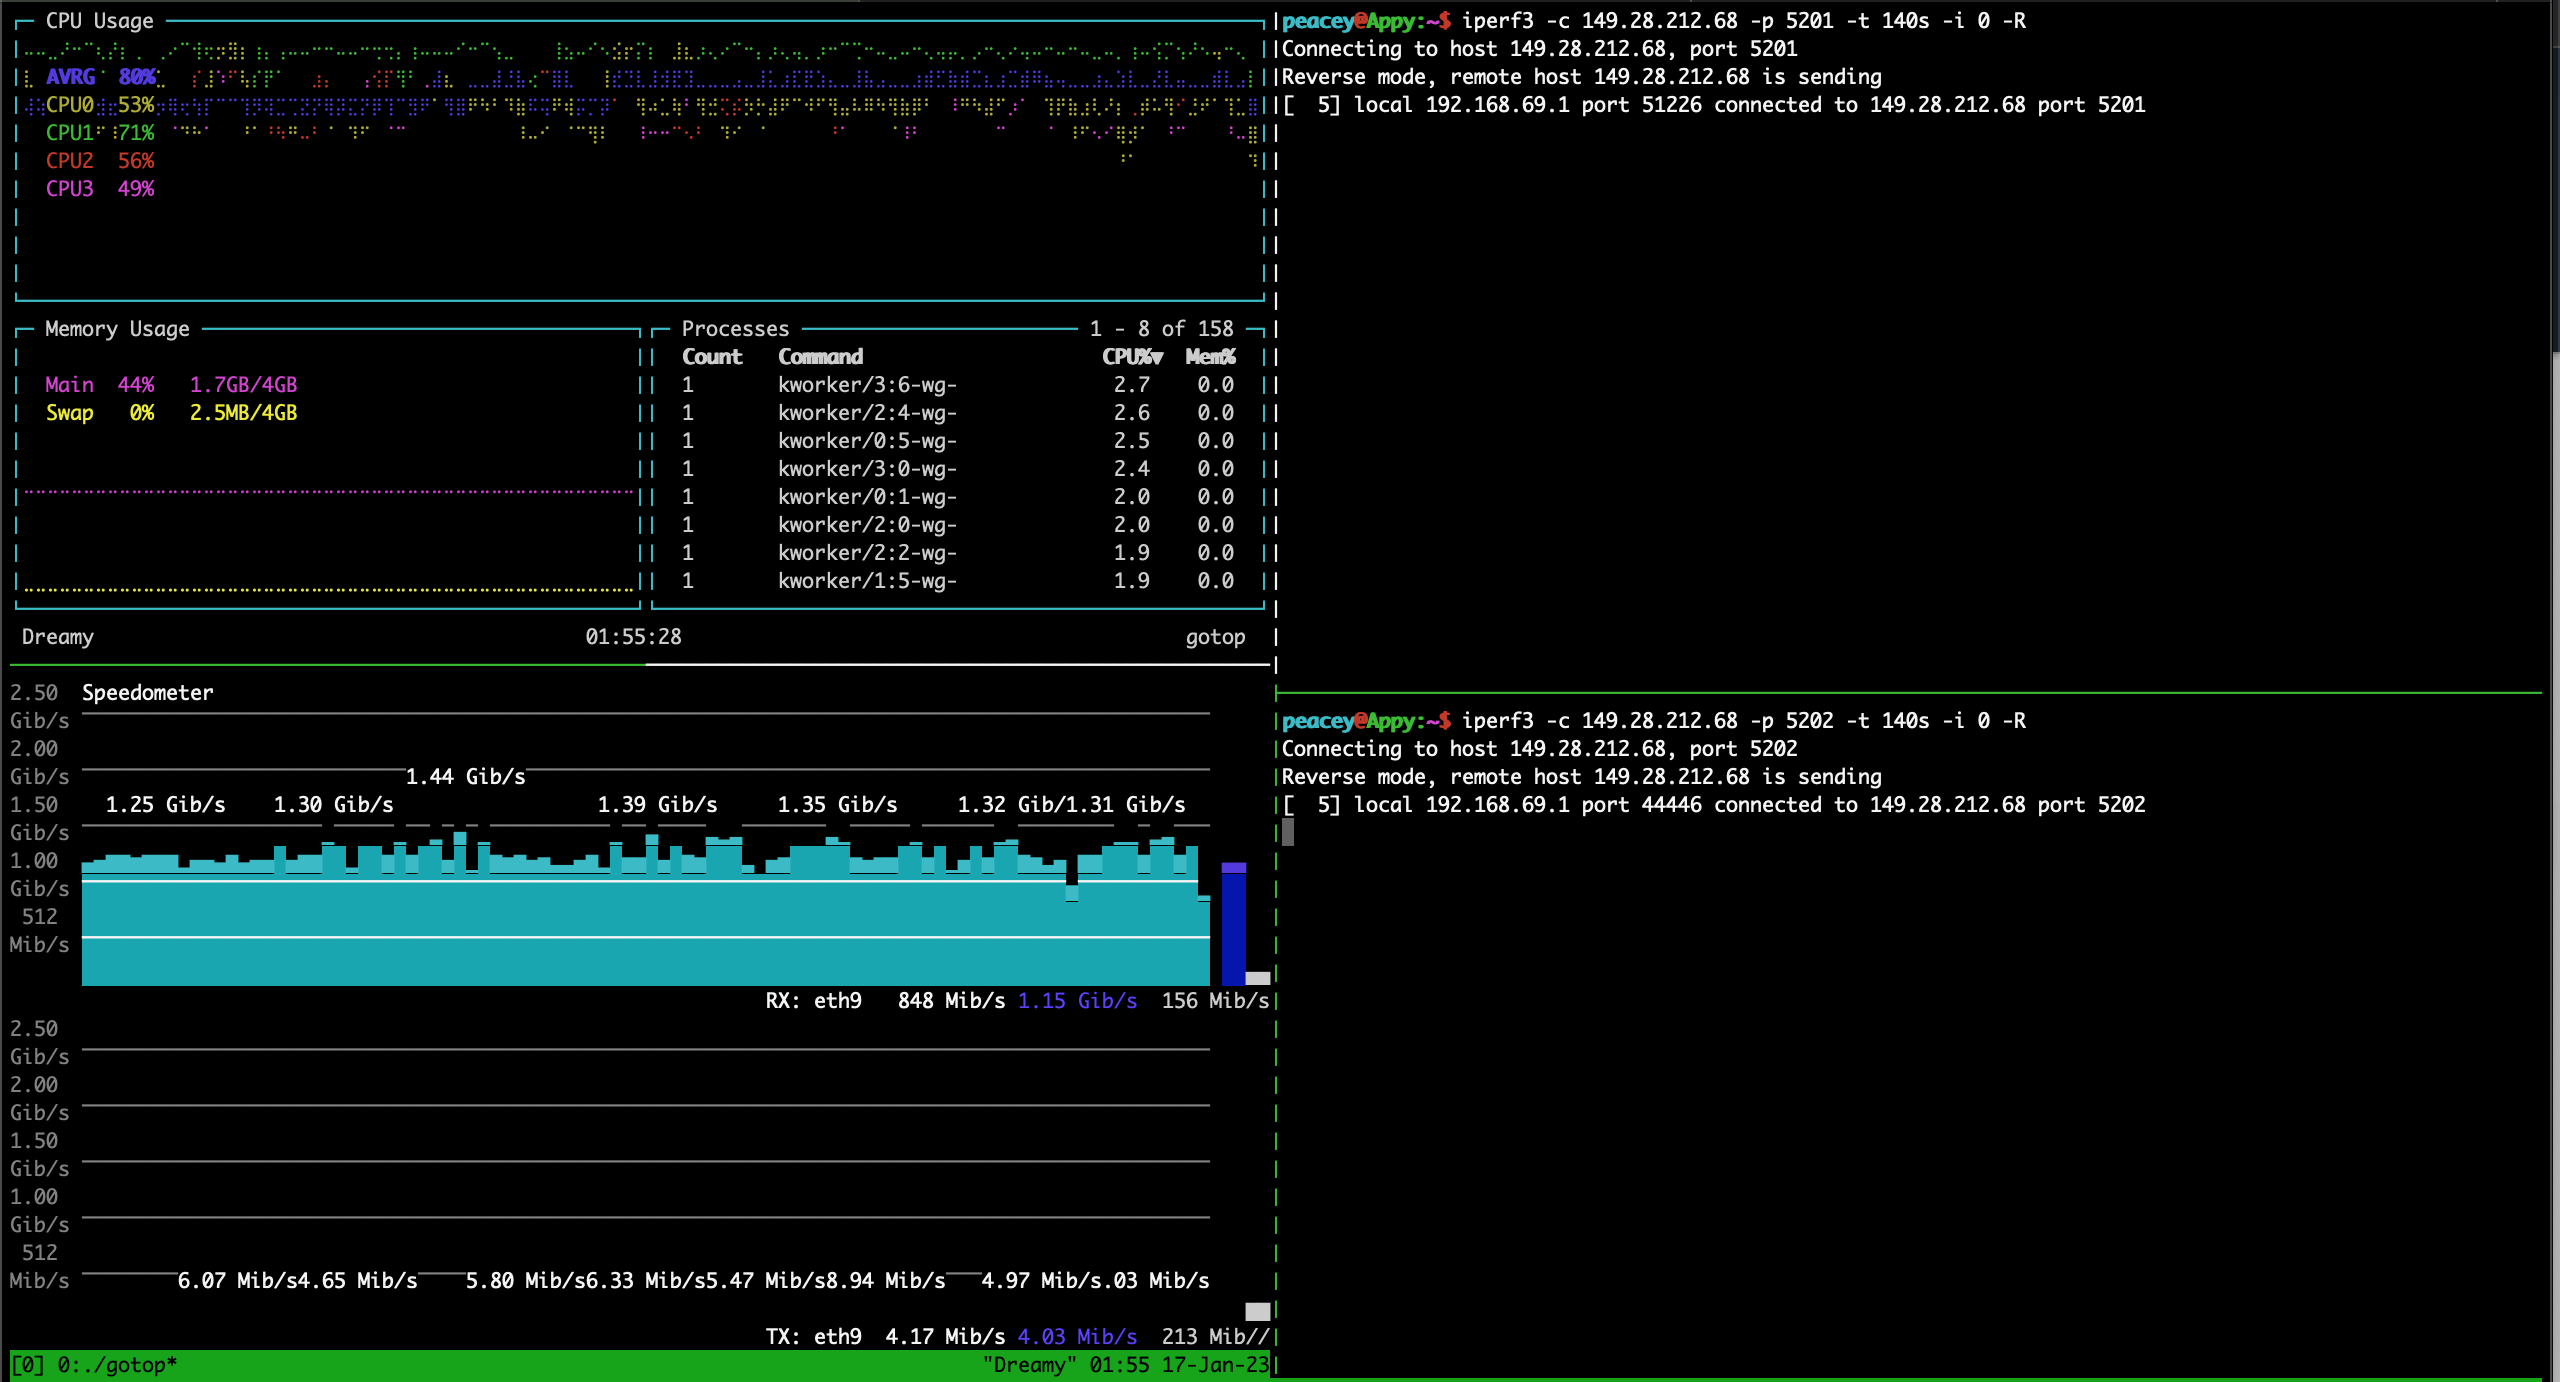 CPU Usage
AVRG 80%
CPU0 53%
CPU1 71%
CPU2 56%
CPU3 49%
Memory Usage
Main 44% 1.7GB/4GB
Swap 0% 2.5MB/4GB
Processes 1 - 8 of 158
Count Command CPU%▼ Mem%
1 kworker/3:6-wg- 2.7 0.0
1 kworker/2:4-wg- 2.6 0.0
1 kworker/0:5-wg- 2.5 0.0
1 kworker/3:0-wg- 2.4 0.0
1 kworker/0:1-wg- 2.0 0.0
1 kworker/2:0-wg- 2.0 0.0
1 kworker/2:2-wg- 1.9 0.0
1 kworker/1:5-wg- 1.9 0.0
Dreamy 01:55:28 gotop
2.50 Speedometer
Gib/s
2.00
Gib/s 1.44 Gib/s
1.50 1.25 Gib/s 1.30 Gib/s 1.39 Gib/s 1.35 Gib/s 1.32 Gib/1.31 Gib/s
Gib/s
1.00
Gib/s
512
Mib/s
RX: eth9 848 Mib/s 1.15 Gib/s 156 Mib/s
2.50
Gib/s
2.00
Gib/s
1.50
Gib/s
1.00
Gib/s
512
Mib/s 6.07 Mib/s4.65 Mib/s 5.80 Mib/s6.33 Mib/s5.47 Mib/s8.94 Mib/s 4.97 Mib/s.03 Mib/s
TX: eth9 4.17 Mib/s 4.03 Mib/s 213 Mib//
[0] 0:./gotop* "Dreamy" 01:55 17-Jan-23
peacey@Appy:~$ iperf3 -c 149.28.212.68 -p 5201 -t 140s -i 0 -R
Connecting to host 149.28.212.68, port 5201
Reverse mode, remote host 149.28.212.68 is sending
[  5] local 192.168.69.1 port 51226 connected to 149.28.212.68 port 5201
peacey@Appy:~$ iperf3 -c 149.28.212.68 -p 5202 -t 140s -i 0 -R
Connecting to host 149.28.212.68, port 5202
Reverse mode, remote host 149.28.212.68 is sending
[  5] local 192.168.69.1 port 44446 connected to 149.28.212.68 port 5202